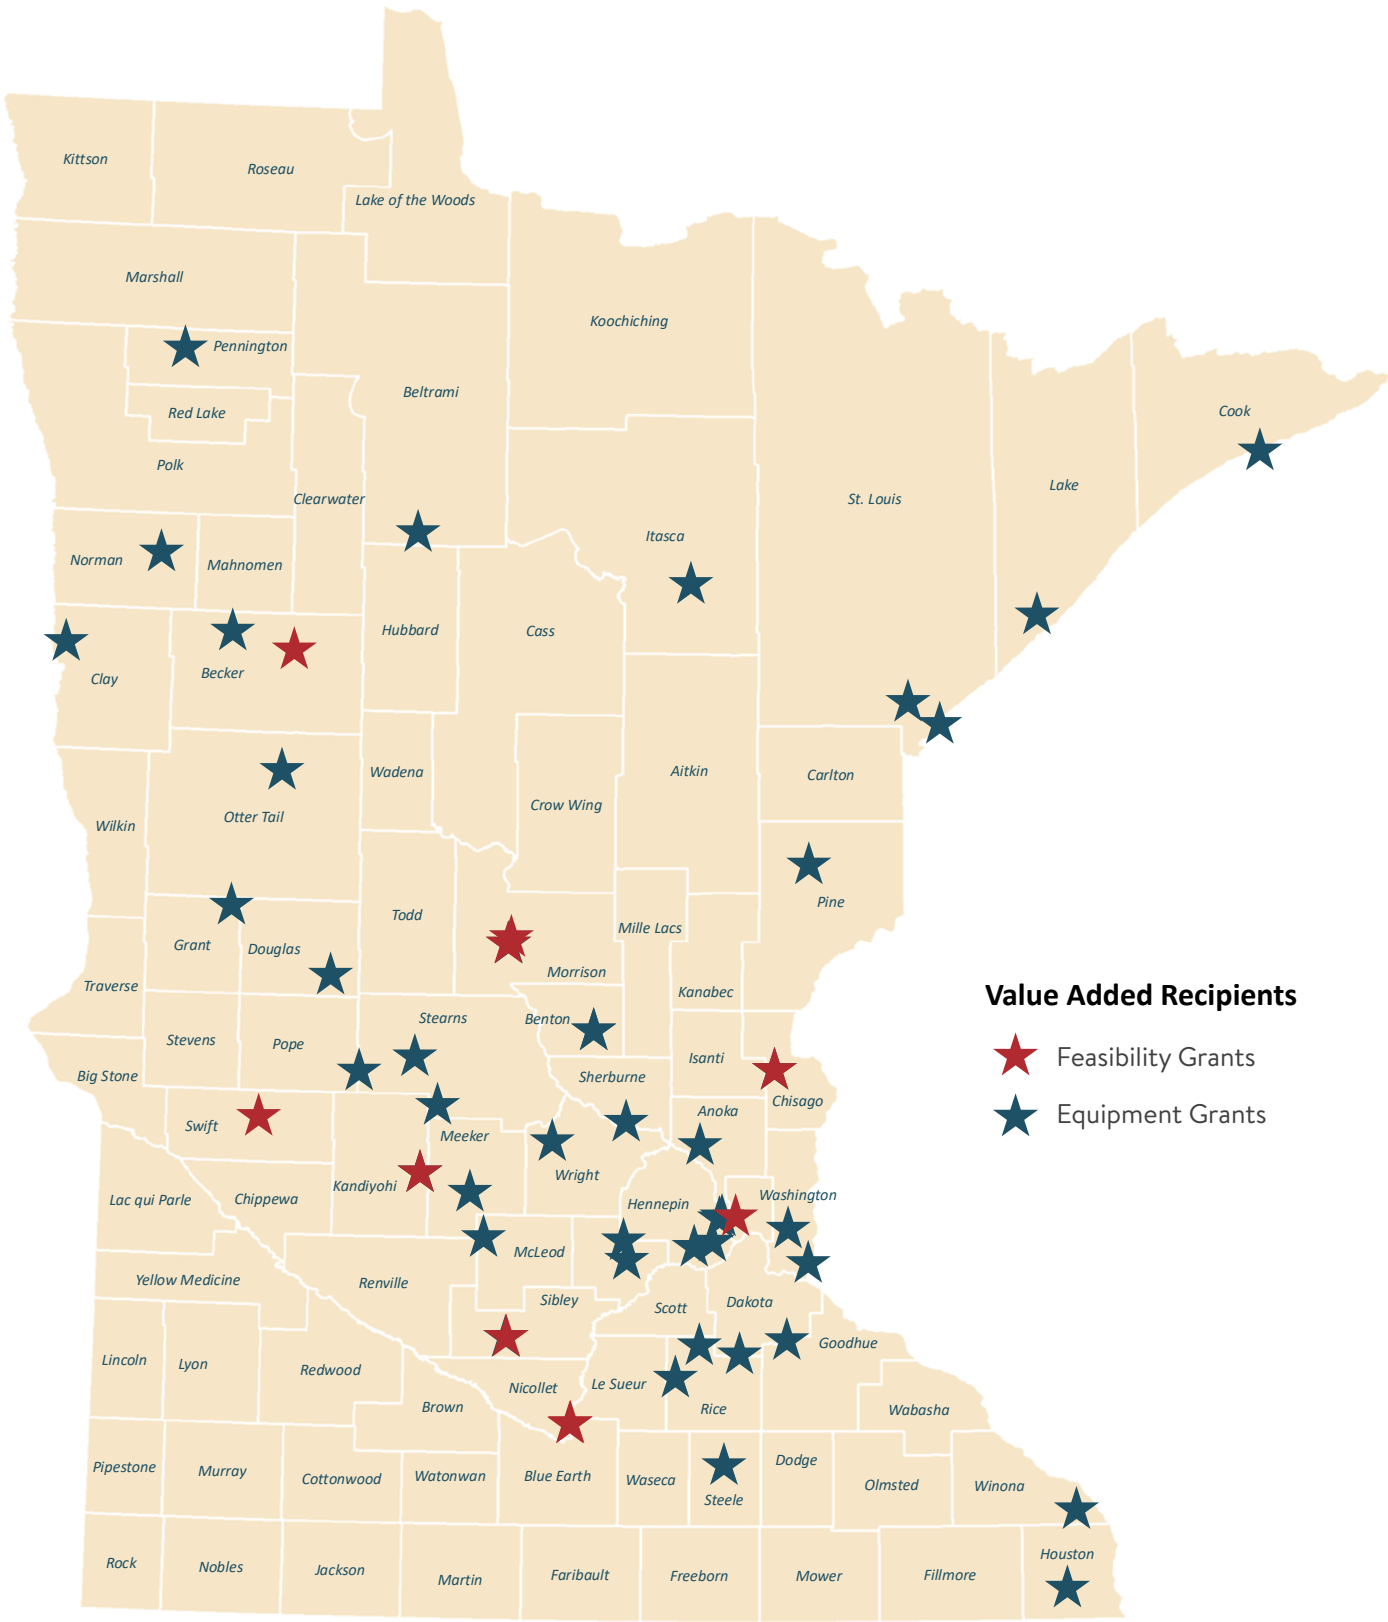 Kittson
Roseau
Lake of the Woods
Marshall
Koochiching
Pennington
Beltrami
Red Lake
Cook
Polk
Lake
Clearwater
St. Louis
Itasca
Norman
Mahnomen
Hubbard
Cass
Becker
Clay
Wadena
Aitkin
Carlton
Crow Wing
Otter Tail
Wilkin
Pine
Todd
Mille Lacs
Grant
Douglas
Morrison
Traverse
Kanabec
Value Added Recipients
Stearns
Benton
Stevens
Pope
Isanti
Feasibility Grants
Big Stone
Sherburne
Chisago
Anoka
Equipment Grants
Swift
Meeker
Wright
Kandiyohi
Washington
Lac qui Parle
Chippewa
Hennepin
McLeod
Yellow Medicine
Renville
Sibley
Scott
Dakota
Goodhue
Lincoln
Lyon
Redwood
Nicollet
Le Sueur
Brown
Rice
Wabasha
Pipestone
Murray
Cottonwood
Watonwan
Blue Earth
Waseca
Steele
Dodge
Olmsted
Winona
Houston
Rock
Nobles
Jackson
Martin
Faribault
Freeborn
Mower
Fillmore